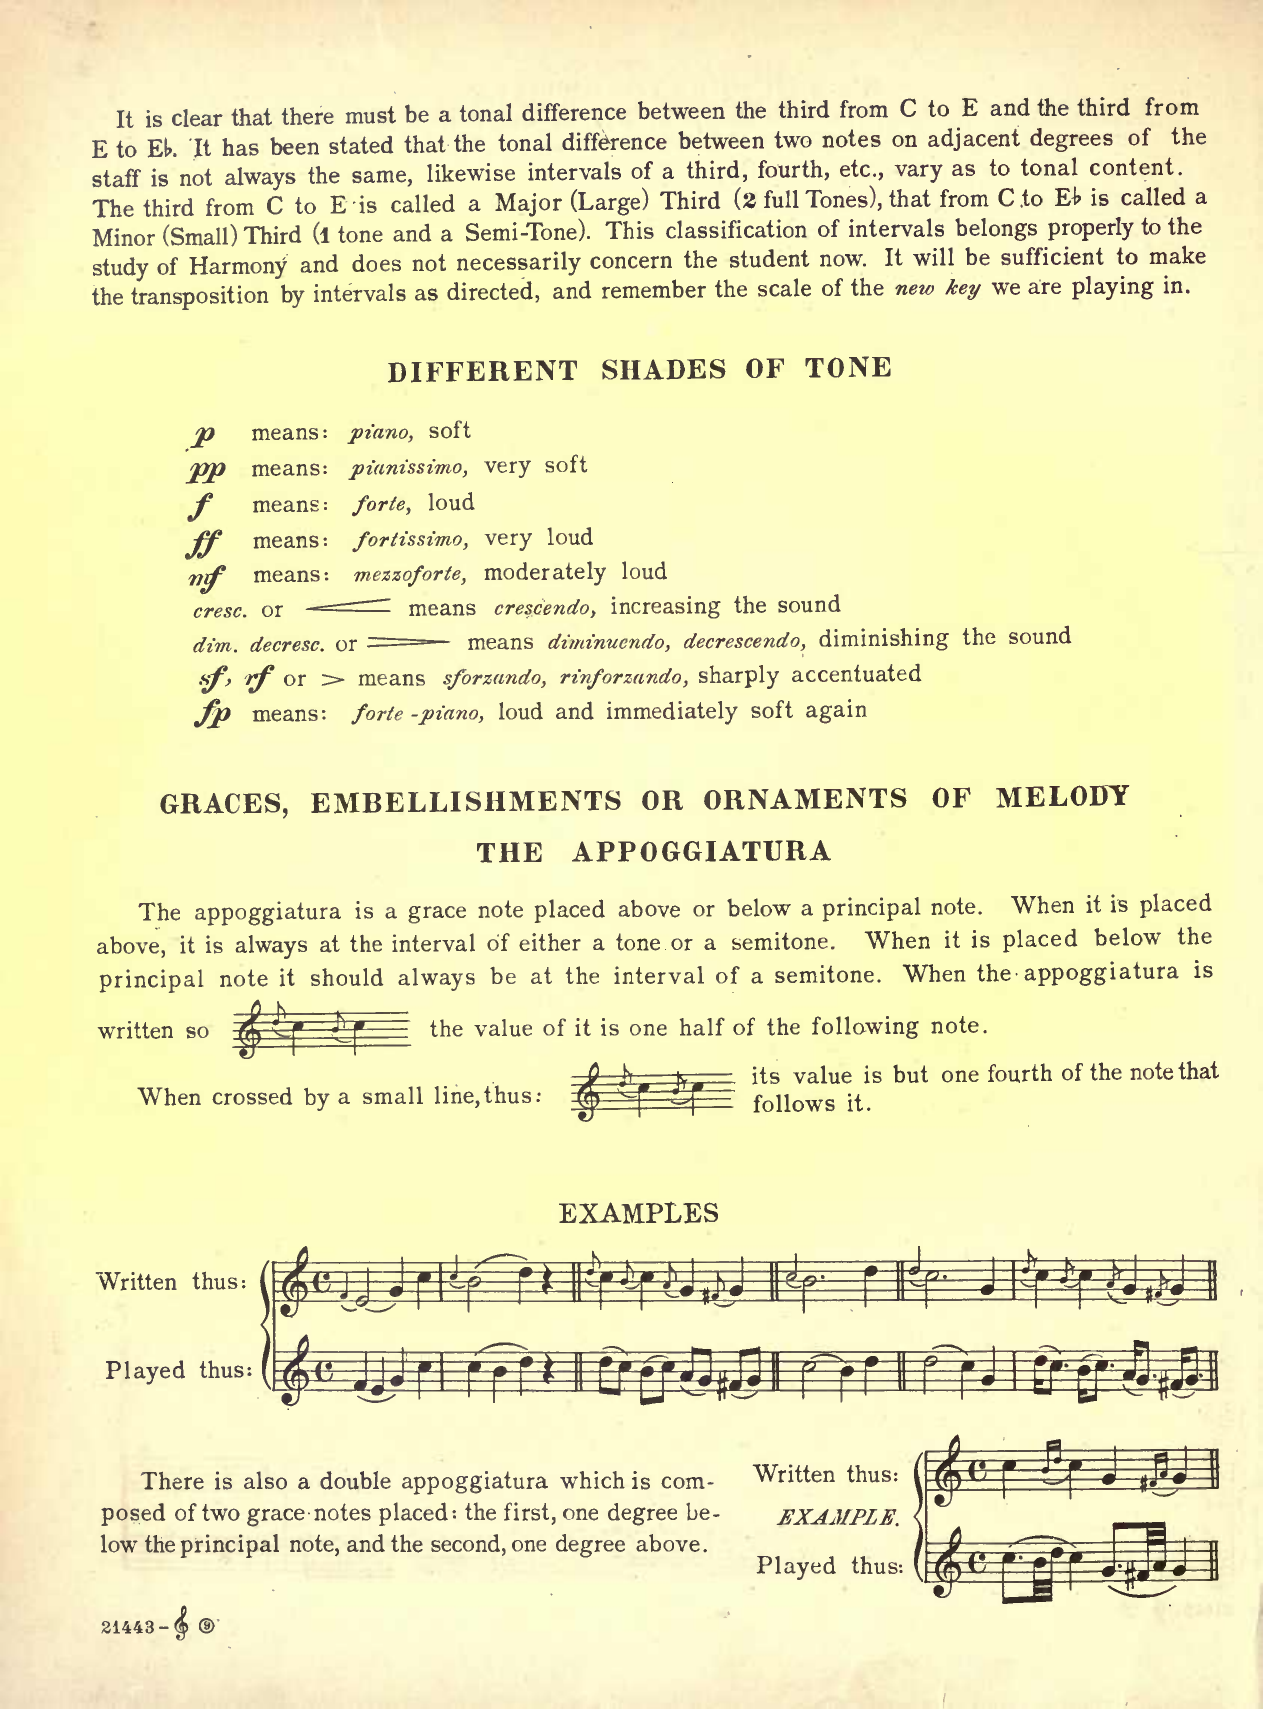 It is clear that there must be a tonal difference between the third from C to E and the third from
E to E♭. It has been stated that the tonal difference between two notes on adjacent degrees of the
staff is not always the same, likewise intervals of a third, fourth, etc., vary as to tonal content.
The third from C to E is called a Major (Large) Third (2 full Tones), that from C to E♭ is called a
Minor (Small) Third (1 tone and a Semi-Tone). This classification of intervals belongs properly to the
study of Harmony and does not necessarily concern the student now. It will be sufficient to make
the transposition by intervals as directed, and remember the scale of the new key we are playing in.
DIFFERENT SHADES OF TONE
p means: piano, soft
pp means: pianissimo, very soft
f means: forte, loud
ff means: fortissimo, very loud
mf means: mezzoforte, moderately loud
cresc. or means crescendo, increasing the sound
dim. decresc. or means diminuendo, decrescendo, diminishing the sound
sf, rf or > means sforzando, rinforzando, sharply accentuated
fp means: forte-piano, loud and immediately soft again
GRACES, EMBELLISHMENTS OR ORNAMENTS OF MELODY
THE APPOGGIATURA
The appoggiatura is a grace note placed above or below a principal note. When it is placed
above, it is always at the interval of either a tone or a semitone. When it is placed below the
principal note it should always be at the interval of a semitone. When the appoggiatura is
written so the value of it is one half of the following note.
When crossed by a small line, thus: its value is but one fourth of the note that
follows it.
EXAMPLES
Written thus:
Played thus:
There is also a double appoggiatura which is com-
posed of two grace notes placed: the first, one degree be-
low the principal note, and the second, one degree above.
Written thus:
EXAMPLE.
Played thus:
21443- 9